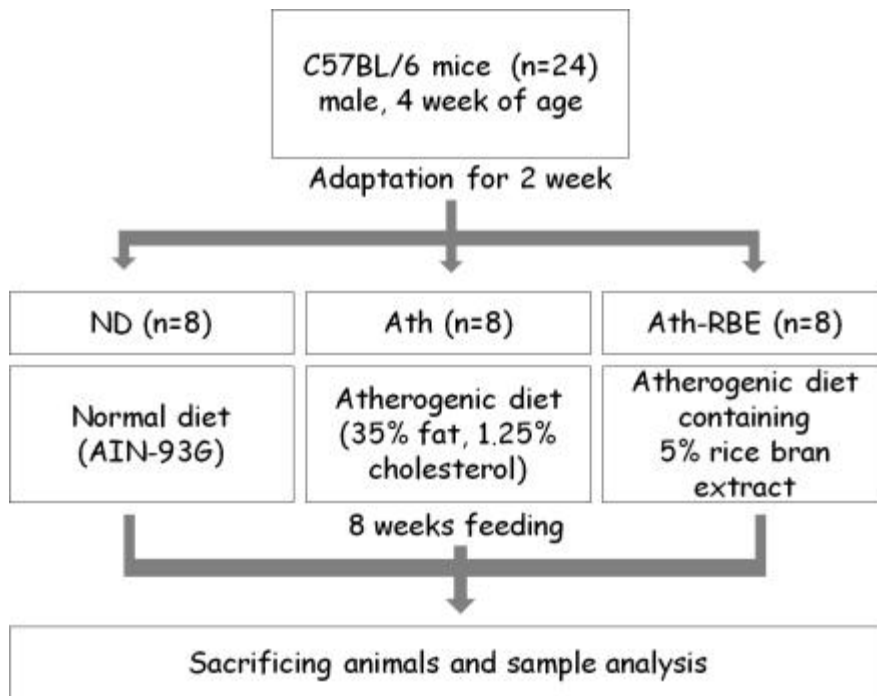 C57BL/6 mice (n=24)
male, 4 week of age
Adaptation for 2 week
ND (n=8)
Ath (n=8)
Ath-RBE (n=8)
Normal diet
(AIN-93G)
Atherogenic diet
(35% fat, 1.25%
cholesterol)
Atherogenic diet
containing
5% rice bran
extract
8 weeks feeding
Sacrificing animals and sample analysis